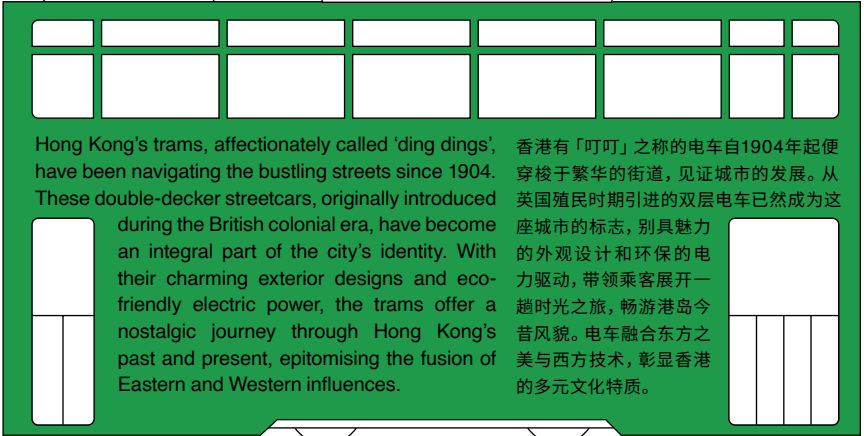 Hong Kong’s trams, affectionately called ‘ding dings’,
have been navigating the bustling streets since 1904.
These double-decker streetcars, originally introduced
during the British colonial era, have become
an integral part of the city’s identity. With
their charming exterior designs and eco-
friendly electric power, the trams offer a
nostalgic journey through Hong Kong’s
past and present, epitomising the fusion of
Eastern and Western influences.
香港有「叮叮」之称的电车自1904年起便
穿梭于繁华的街道，见证城市的发展。从
英国殖民时期引进的双层电车已然成为这
座城市的标志，别具魅力
的外观设计和环保的电
力驱动，带领乘客展开一
趟时光之旅，畅游港岛今
昔风貌。电车融合东方之
美与西方技术，彰显香港
的多元文化特质。